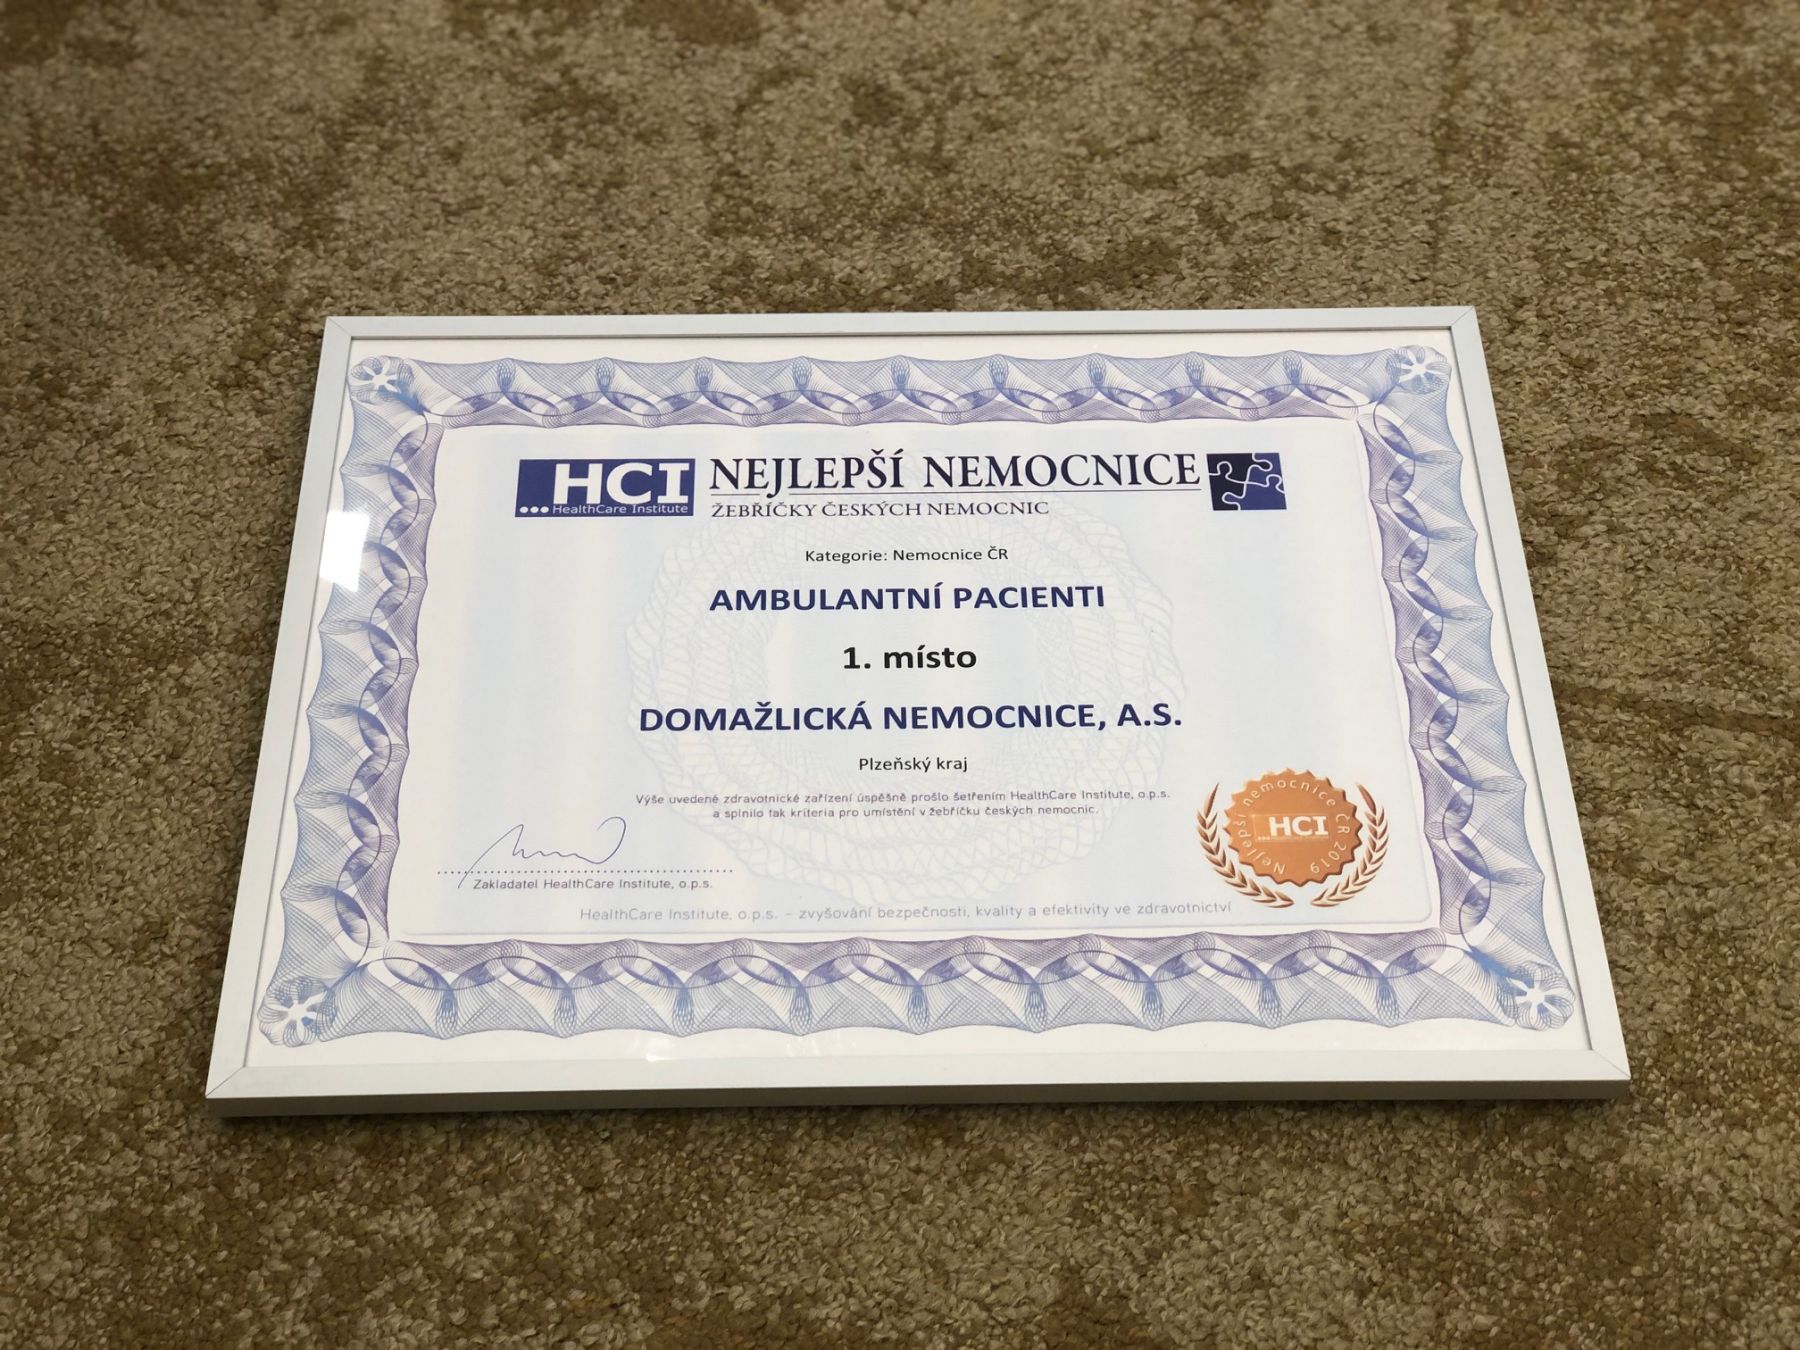 HCI
HealthCare Institute
NEJLEPŠÍ NEMOCNICE
ŽEBŘÍČKY ČESKÝCH NEMOCNIC
Kategorie: Nemocnice ČR
AMBULANTNÍ PACIENTI
1. místo
DOMAŽLICKÁ NEMOCNICE, A.S.
Plzeňský kraj
Výše uvedené zdravotnické zařízení úspěšně prošlo šetřením HealthCare Institute, o.p.s.
a splnilo tak kriteria pro umístění v žebříčku českých nemocnic.
Zakladatel HealthCare Institute, o.p.s.
Nejlepší nemocnice ČR 2019
...HCI
HealthCare Institute, o.p.s. – zvyšování bezpečnosti, kvality a efektivity ve zdravotnictví